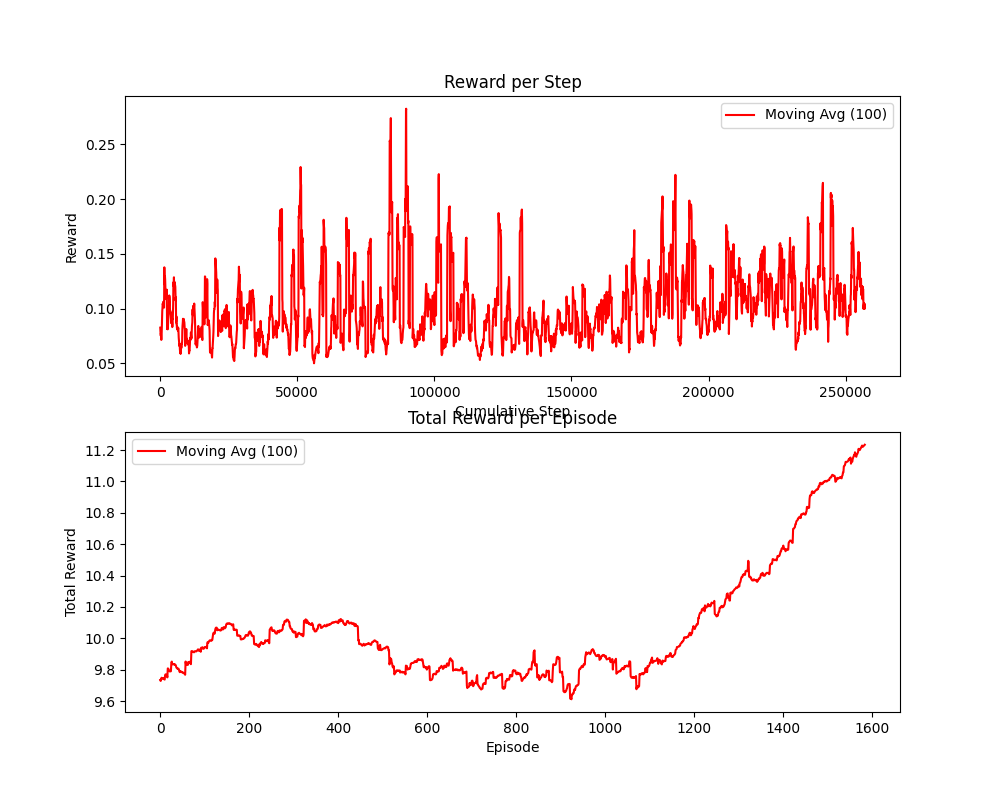 Reward per Step
Moving Avg (100)
0.25
0.20
0.15
0.10
0.05
Reward
0 50000 100000 150000 200000 250000
Cumulative Step
Total Reward per Episode
Moving Avg (100)
11.2
11.0
10.8
10.6
10.4
10.2
10.0
9.8
9.6
Total Reward
0 200 400 600 800 1000 1200 1400 1600
Episode